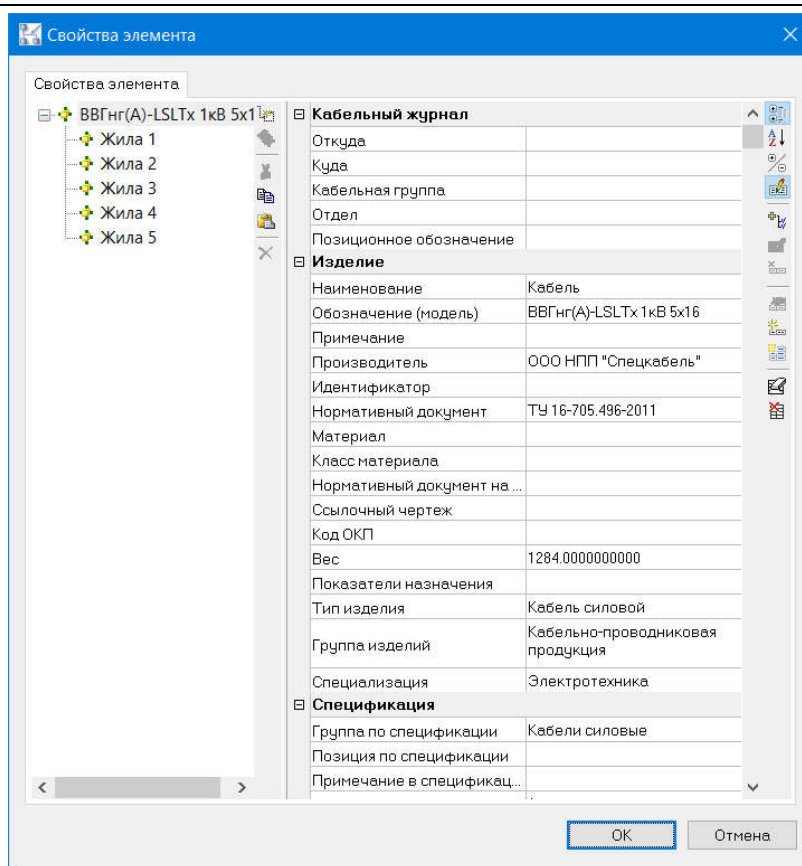 Свойства элемента
Свойства элемента
ВВГнг(А)-LSLTx 1кВ 5х1
Жила 1
Жила 2
Жила 3
Жила 4
Жила 5
Кабельный журнал
Откуда
Куда
Кабельная группа
Отдел
Позиционное обозначение
Изделие
Наименование Кабель
Обозначение (модель) ВВГнг(А)-LSLTx 1кВ 5х16
Примечание
Производитель ООО НПП "Спецкабель"
Идентификатор
Нормативный документ ТУ 16-705.496-2011
Материал
Класс материала
Нормативный документ на ...
Ссылочный чертеж
Код ОКП
Вес 1284.0000000000
Показатели назначения
Тип изделия Кабель силовой
Группа изделий Кабельно-проводниковая
продукция
Специализация Электротехника
Спецификация
Группа по спецификации Кабели силовые
Позиция по спецификации
Примечание в спецификац...
ОК Отмена